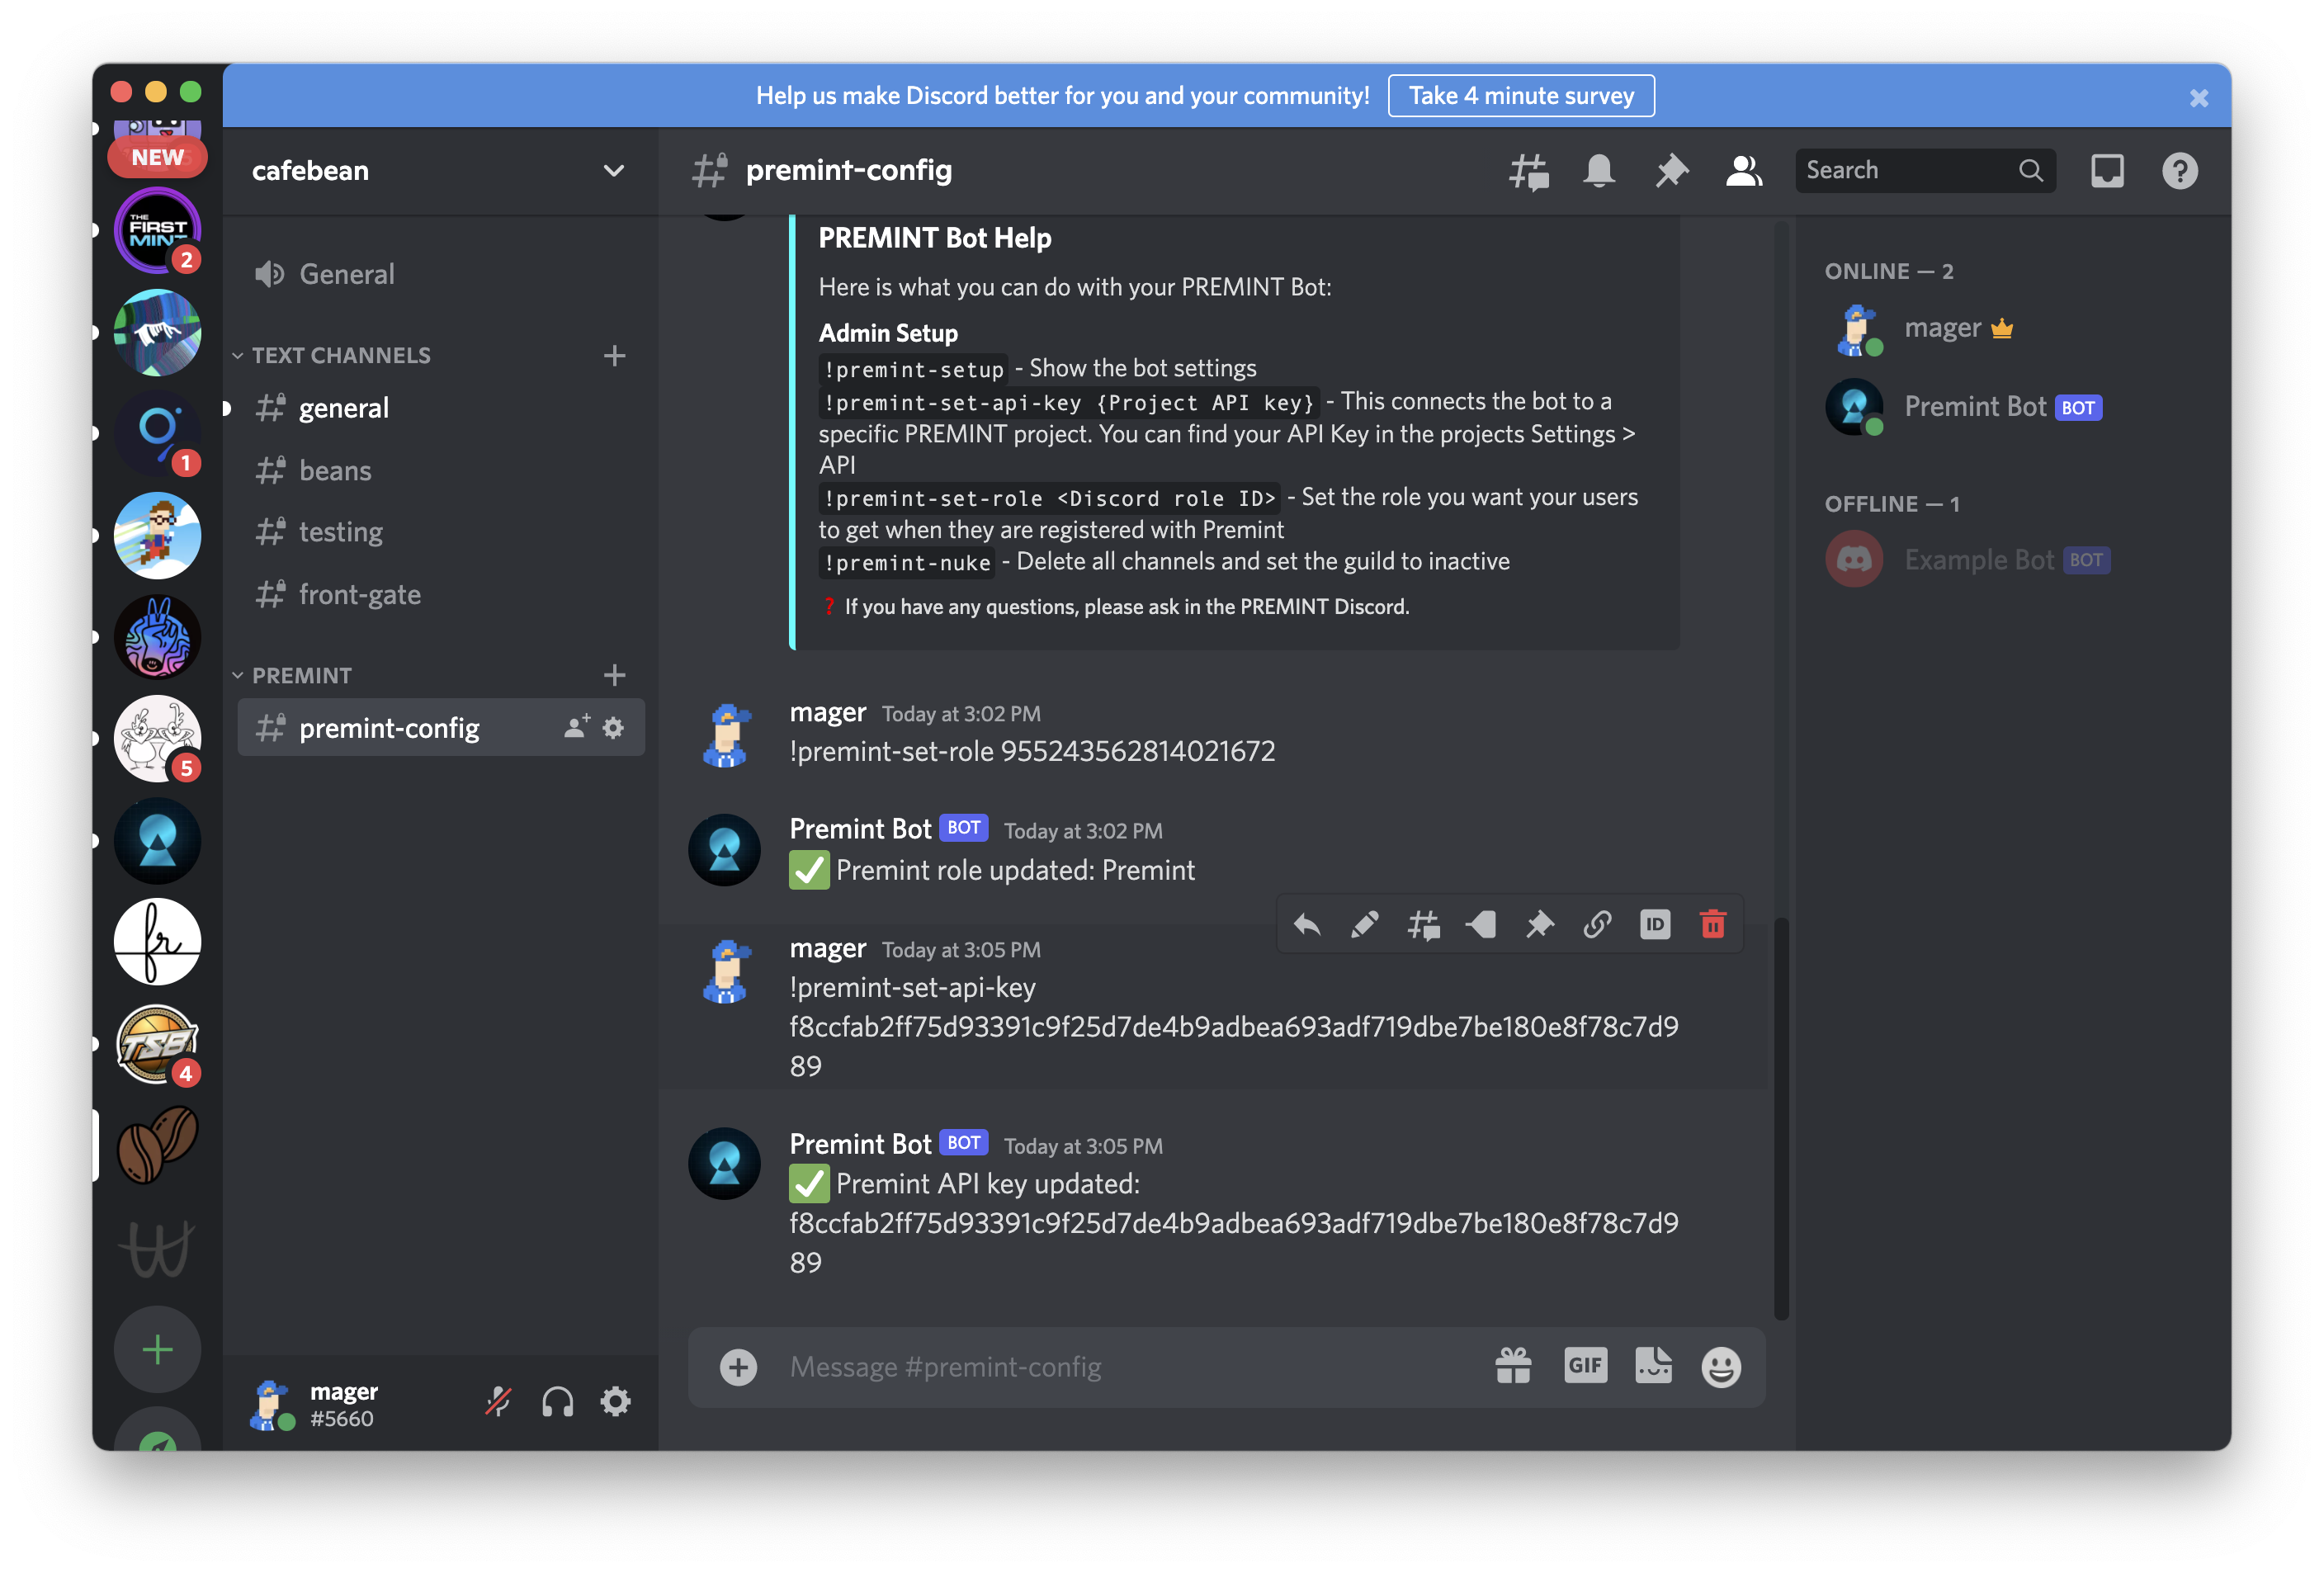 Help us make Discord better for you and your community!
Take 4 minute survey
NEW
THE
FIRST
MINT
2
1
5
fr
TSB
4
cafebean
General
TEXT CHANNELS
general
beans
testing
front-gate
PREMINT
premint-config
mager
#5660
premint-config
Search
PREMINT Bot Help
Here is what you can do with your PREMINT Bot:
Admin Setup
!premint-setup - Show the bot settings
!premint-set-api-key {Project API key} - This connects the bot to a
specific PREMINT project. You can find your API Key in the projects Settings >
API
!premint-set-role <Discord role ID> - Set the role you want your users
to get when they are registered with Premint
!premint-nuke - Delete all channels and set the guild to inactive
❓ If you have any questions, please ask in the PREMINT Discord.
mager Today at 3:02 PM
!premint-set-role 955243562814021672
Premint Bot BOT Today at 3:02 PM
✅ Premint role updated: Premint
ID
mager Today at 3:05 PM
!premint-set-api-key
f8ccfab2ff75d93391c9f25d7de4b9adbea693adf719dbe7be180e8f78c7d9
89
Premint Bot BOT Today at 3:05 PM
✅ Premint API key updated:
f8ccfab2ff75d93391c9f25d7de4b9adbea693adf719dbe7be180e8f78c7d9
89
Message #premint-config
GIF
ONLINE — 2
mager
Premint Bot BOT
OFFLINE — 1
Example Bot BOT